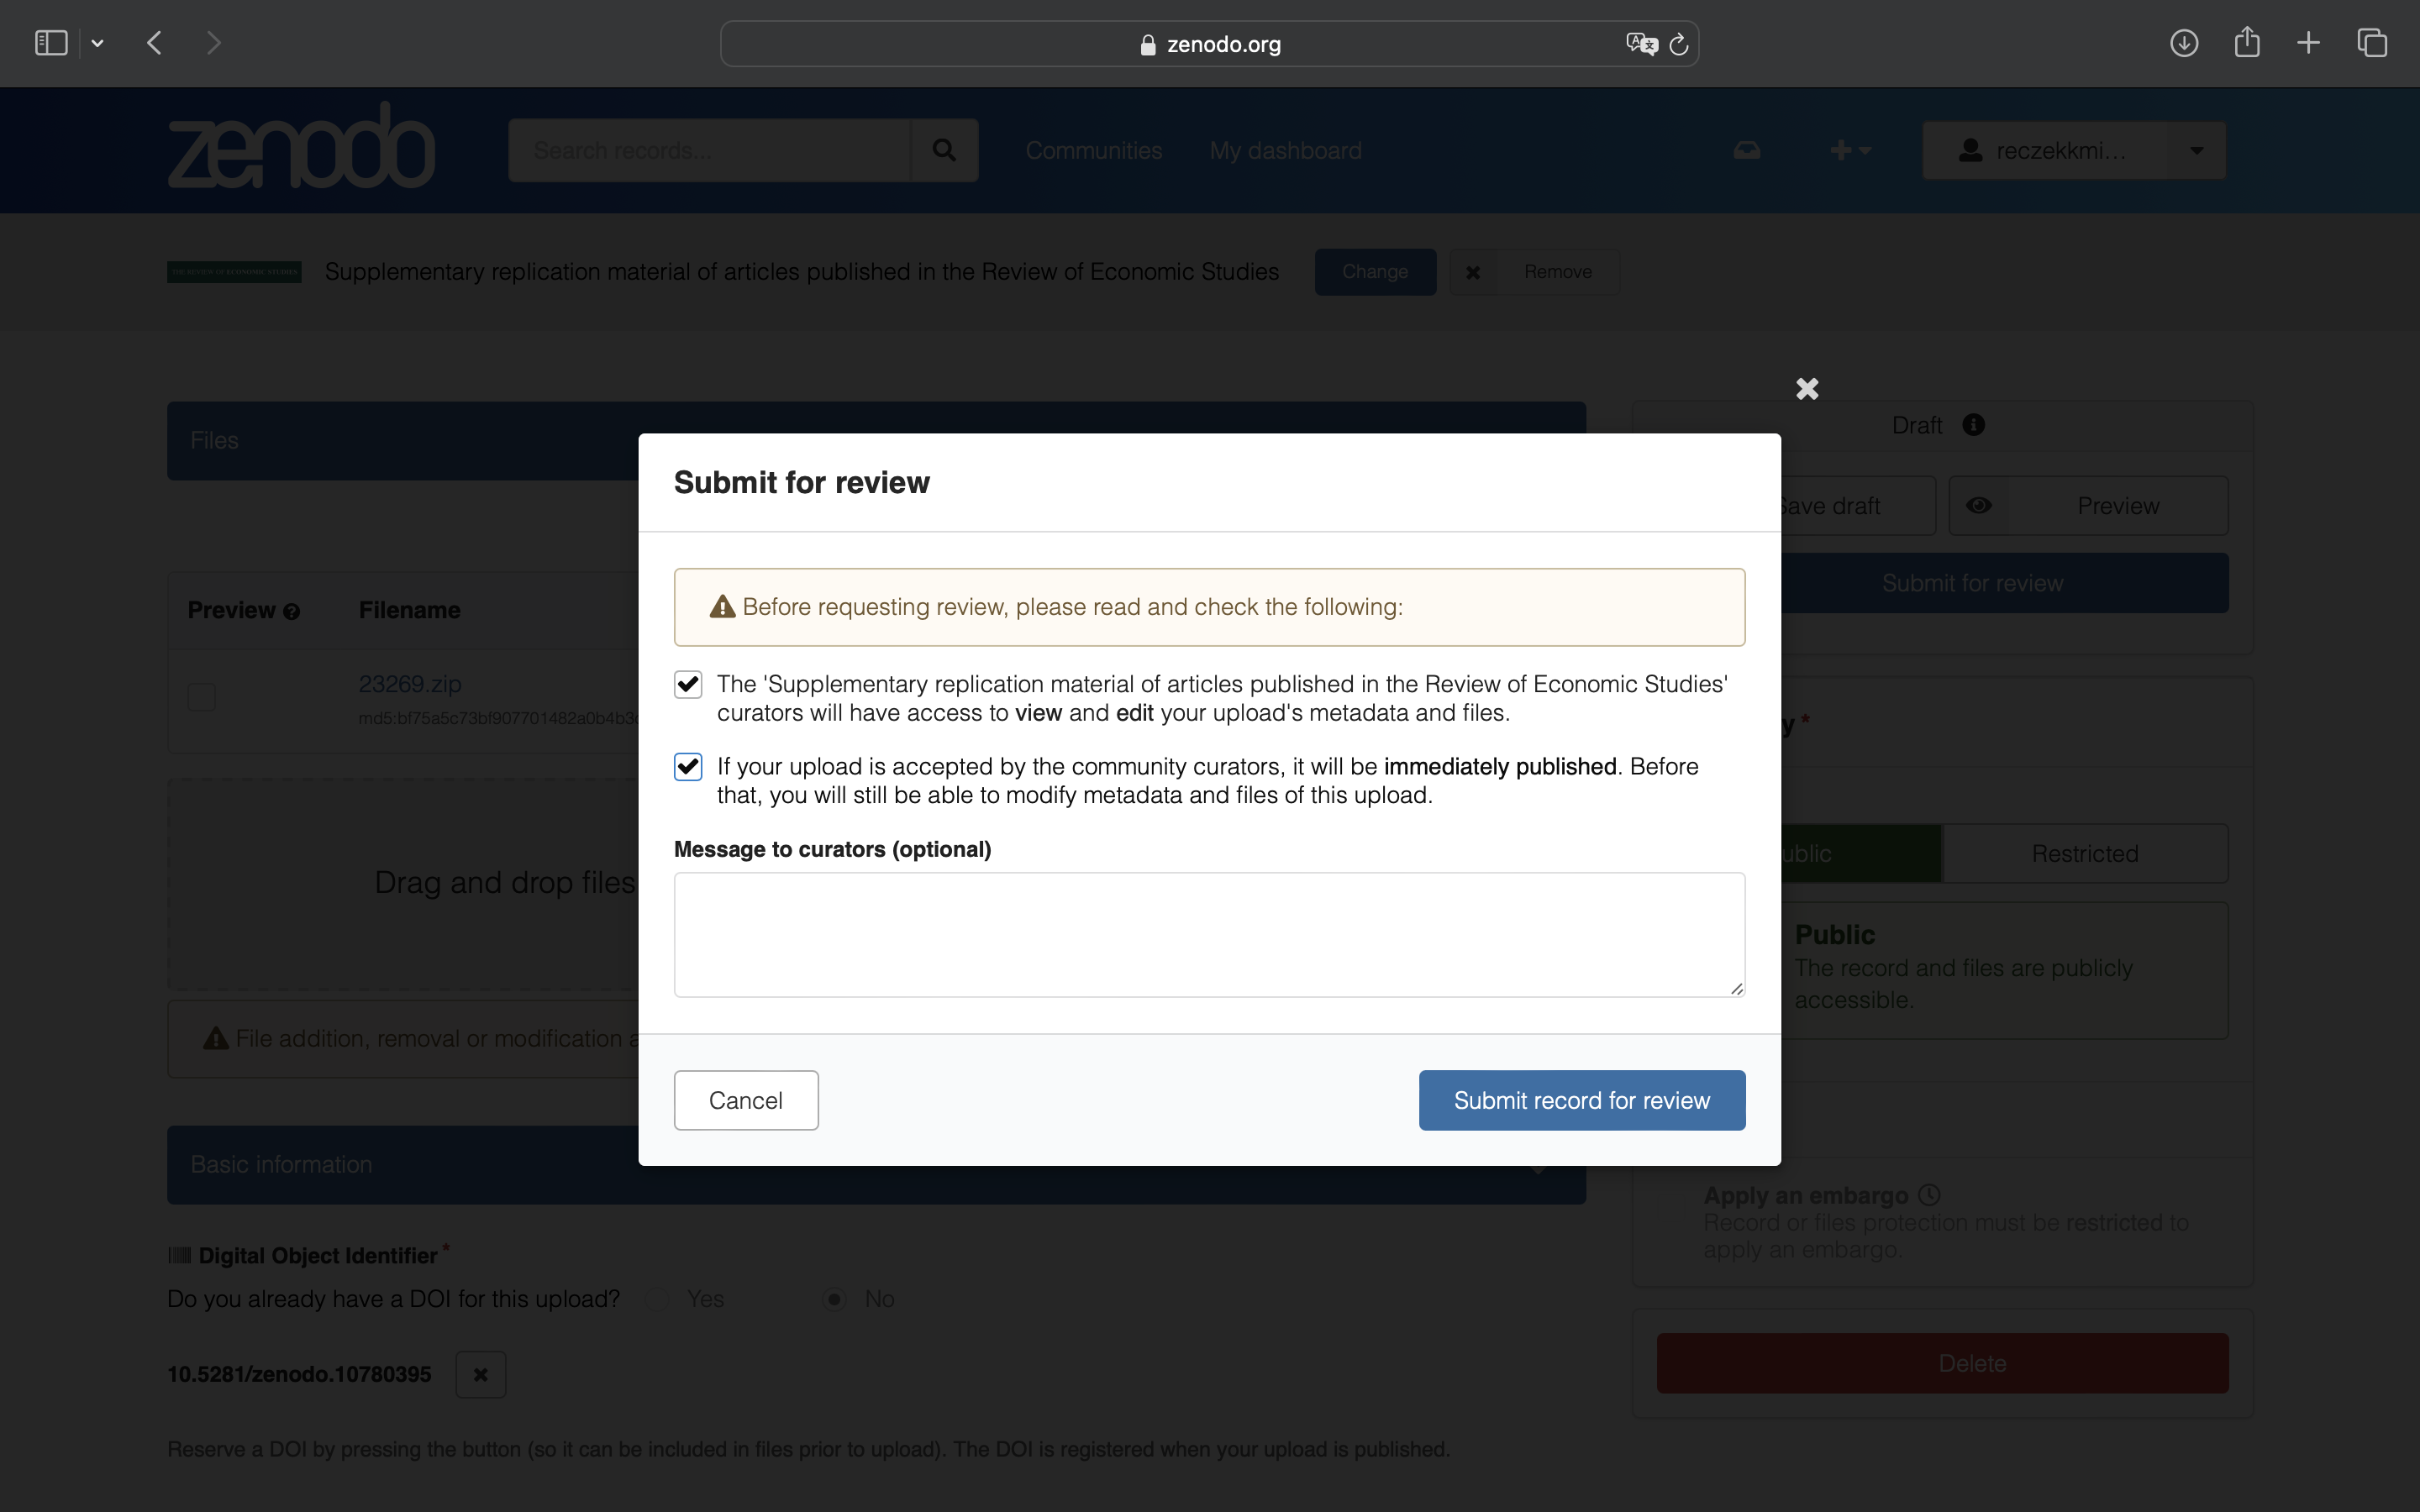 zenodo.org
zenodo
Search records...
Communities
My dashboard
reczekkmi...
THE REVIEW OF ECONOMIC STUDIES
Supplementary replication material of articles published in the Review of Economic Studies
Change
Remove
Files
Draft
Save draft
Preview
Submit for review
Preview
Filename
23269.zip
md5:bf75a5c73bf907701482a0b4b3
Submit for review
Before requesting review, please read and check the following:
The 'Supplementary replication material of articles published in the Review of Economic Studies'
curators will have access to view and edit your upload's metadata and files.
If your upload is accepted by the community curators, it will be immediately published. Before
that, you will still be able to modify metadata and files of this upload.
Message to curators (optional)
Cancel
Submit record for review
y *
ublic
Restricted
Public
The record and files are publicly
accessible.
Drag and drop files
File addition, removal or modification a
Basic information
Apply an embargo
Record or files protection must be restricted to
apply an embargo.
Digital Object Identifier *
Do you already have a DOI for this upload?
Yes
No
10.5281/zenodo.10780395
Delete
Reserve a DOI by pressing the button (so it can be included in files prior to upload). The DOI is registered when your upload is published.